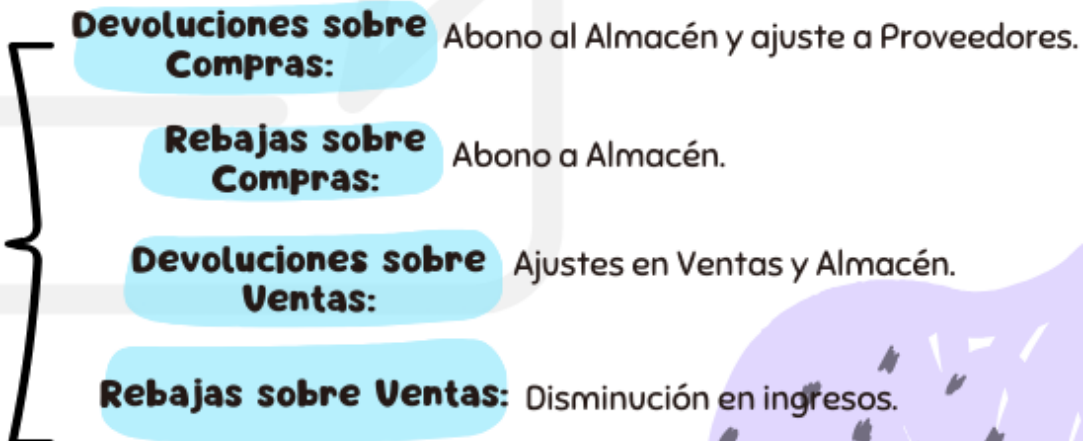 Devoluciones sobre
Compras:
Abono al Almacén y ajuste a Proveedores.
Rebajas sobre
Compras:
Abono a Almacén.
Devoluciones sobre
Ventas:
Ajustes en Ventas y Almacén.
Rebajas sobre Ventas:
Disminución en ingresos.